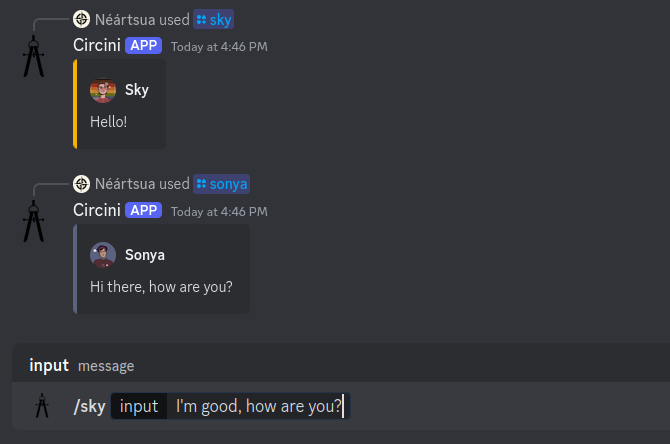 Néártsua used sky
Circini APP Today at 4:46 PM
Sky
Hello!
Néártsua used sonya
Circini APP Today at 4:46 PM
Sonya
Hi there, how are you?
input message
/sky input I'm good, how are you?